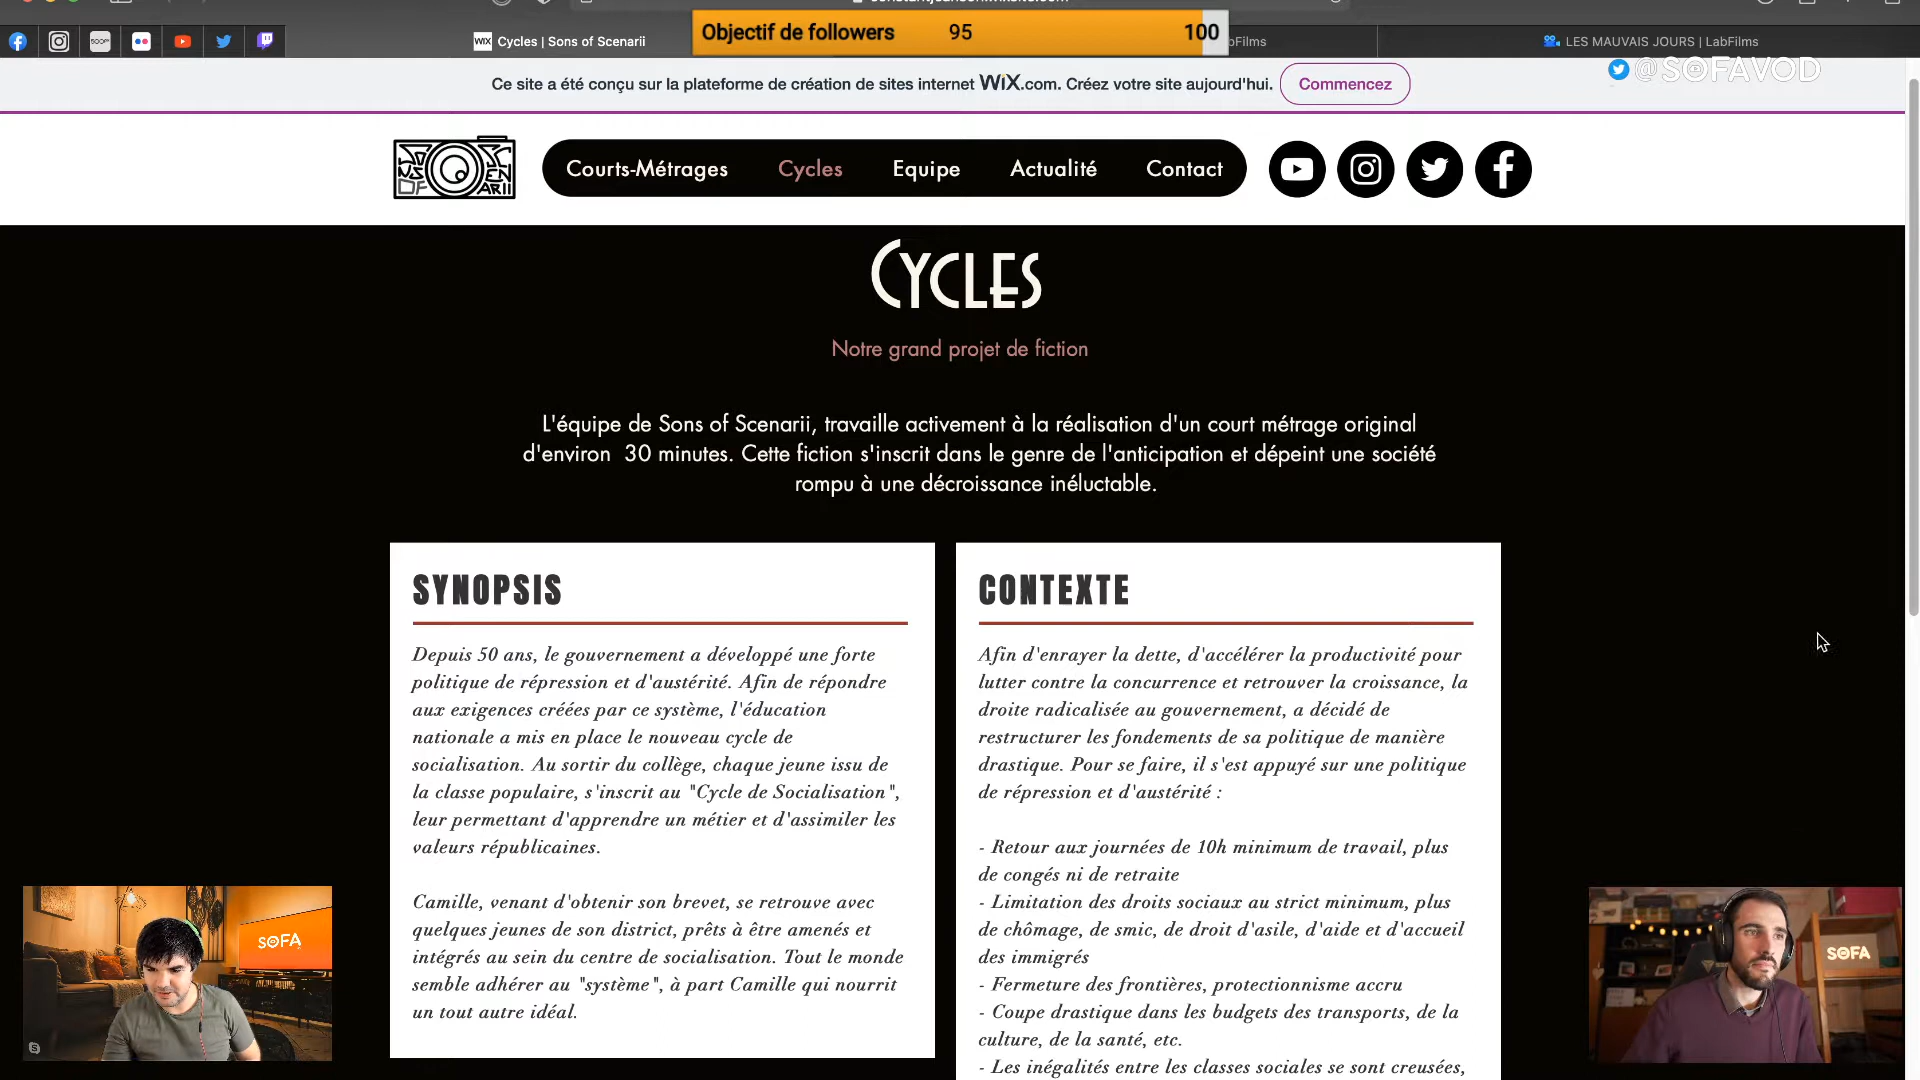 Objectif de followers 95 100
WiX Cycles | Sons of Scenarii
LES MAUVAIS JOURS | LabFilms
@SOFAVOD
Ce site a été conçu sur la plateforme de création de sites internet WiX.com. Créez votre site aujourd'hui. Commencez
SONS OF SCENARII
Courts-Métrages Cycles Equipe Actualité Contact
CYCLES
Notre grand projet de fiction
L'équipe de Sons of Scenarii, travaille activement à la réalisation d'un court métrage original
d'environ 30 minutes. Cette fiction s'inscrit dans le genre de l'anticipation et dépeint une société
rompu à une décroissance inéluctable.
SYNOPSIS
Depuis 50 ans, le gouvernement a développé une forte
politique de répression et d'austérité. Afin de répondre
aux exigences créées par ce système, l'éducation
nationale a mis en place le nouveau cycle de
socialisation. Au sortir du collège, chaque jeune issu de
la classe populaire, s'inscrit au "Cycle de Socialisation",
leur permettant d'apprendre un métier et d'assimiler les
valeurs républicaines.
Camille, venant d'obtenir son brevet, se retrouve avec
quelques jeunes de son district, prêts à être amenés et
intégrés au sein du centre de socialisation. Tout le monde
semble adhérer au "système", à part Camille qui nourrit
un tout autre idéal.
CONTEXTE
Afin d'enrayer la dette, d'accélérer la productivité pour
lutter contre la concurrence et retrouver la croissance, la
droite radicalisée au gouvernement, a décidé de
restructurer les fondements de sa politique de manière
drastique. Pour se faire, il s'est appuyé sur une politique
de répression et d'austérité :
- Retour aux journées de 10h minimum de travail, plus
de congés ni de retraite
- Limitation des droits sociaux au strict minimum, plus
de chômage, de smic, de droit d'asile, d'aide et d'accueil
des immigrés
- Fermeture des frontières, protectionnisme accru
- Coupe drastique dans les budgets des transports, de la
culture, de la santé, etc.
- Les inégalités entre les classes sociales se sont creusées,
SOFA
SOFA